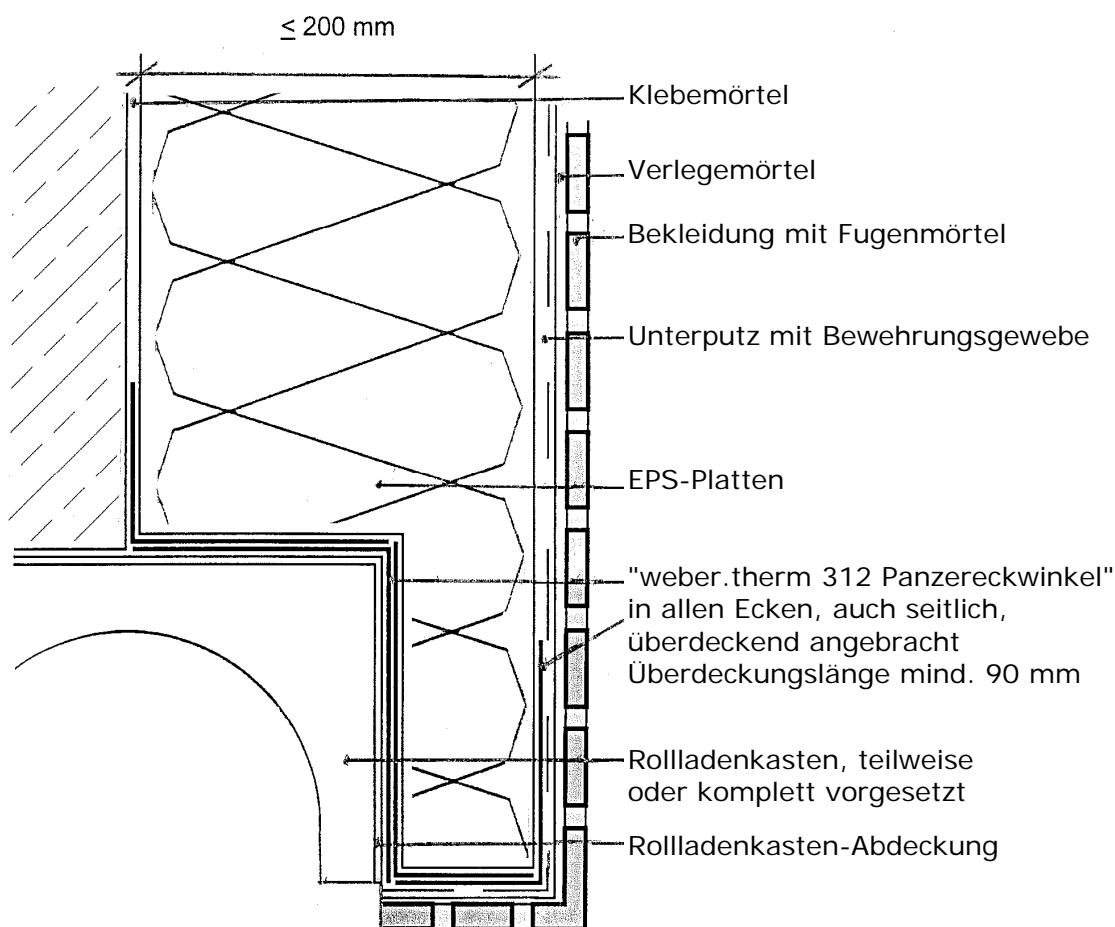 ≤ 200 mm
Klebemörtel
Verlegemörtel
Bekleidung mit Fugenmörtel
Unterputz mit Bewehrungsgewebe
EPS-Platten
"weber.therm 312 Panzereckwinkel"
in allen Ecken, auch seitlich,
überdeckend angebracht
Überdeckungslänge mind. 90 mm
Rollladenkasten, teilweise
oder komplett vorgesetzt
Rollladenkasten-Abdeckung